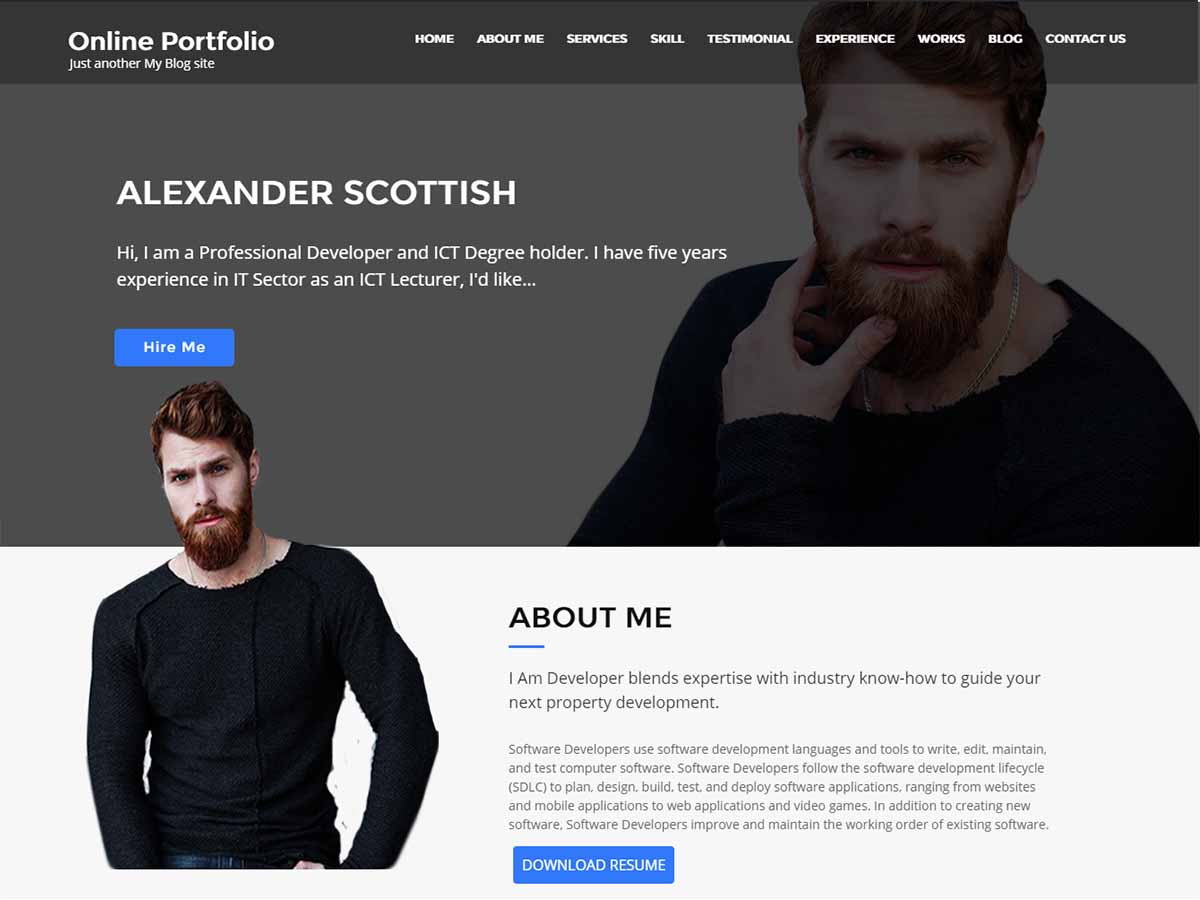 Online Portfolio
Just another My Blog site
HOME ABOUT ME SERVICES SKILL TESTIMONIAL EXPERIENCE WORKS BLOG CONTACT US
ALEXANDER SCOTTISH
Hi, I am a Professional Developer and ICT Degree holder. I have five years
experience in IT Sector as an ICT Lecturer, I'd like...
Hire Me
ABOUT ME
I Am Developer blends expertise with industry know-how to guide your
next property development.
Software Developers use software development languages and tools to write, edit, maintain,
and test computer software. Software Developers follow the software development lifecycle
(SDLC) to plan, design, build, test, and deploy software applications, ranging from websites
and mobile applications to web applications and video games. In addition to creating new
software, Software Developers improve and maintain the working order of existing software.
DOWNLOAD RESUME